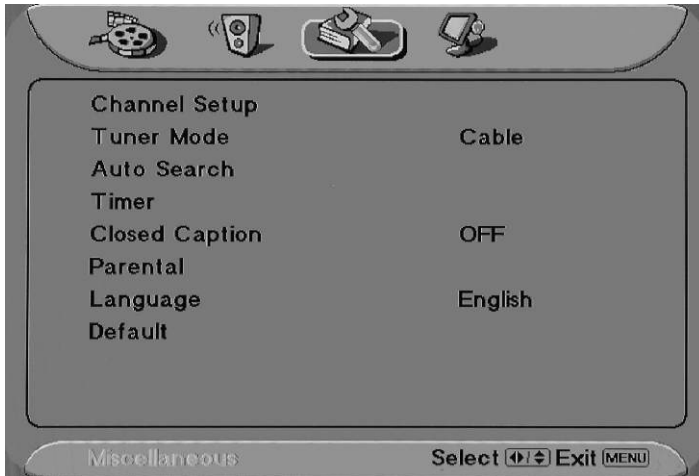 Channel Setup
Tuner Mode Cable
Auto Search
Timer
Closed Caption OFF
Parental
Language English
Default
Miscellaneous Select Exit MENU